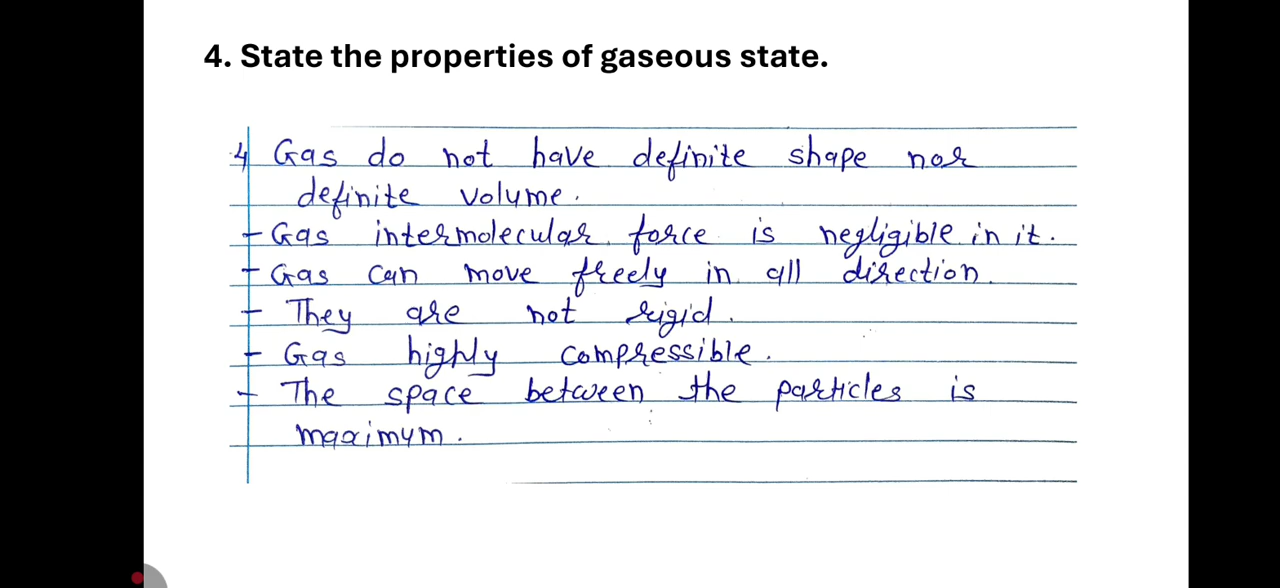 4. State the properties of gaseous state.
4 Gas do not have definite shape nor
definite volume.
- Gas intermolecular force is negligible in it.
- Gas can move freely in all direction.
- They are not rigid.
- Gas highly compressible.
- The space between the particles is
maximum.